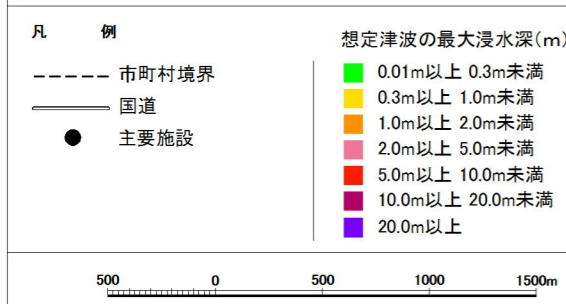 凡 例
市町村境界
国道
主要施設
想定津波の最大浸水深(m)
0.01m以上 0.3m未満
0.3m以上 1.0m未満
1.0m以上 2.0m未満
2.0m以上 5.0m未満
5.0m以上 10.0m未満
10.0m以上 20.0m未満
20.0m以上
500 0 500 1000 1500m